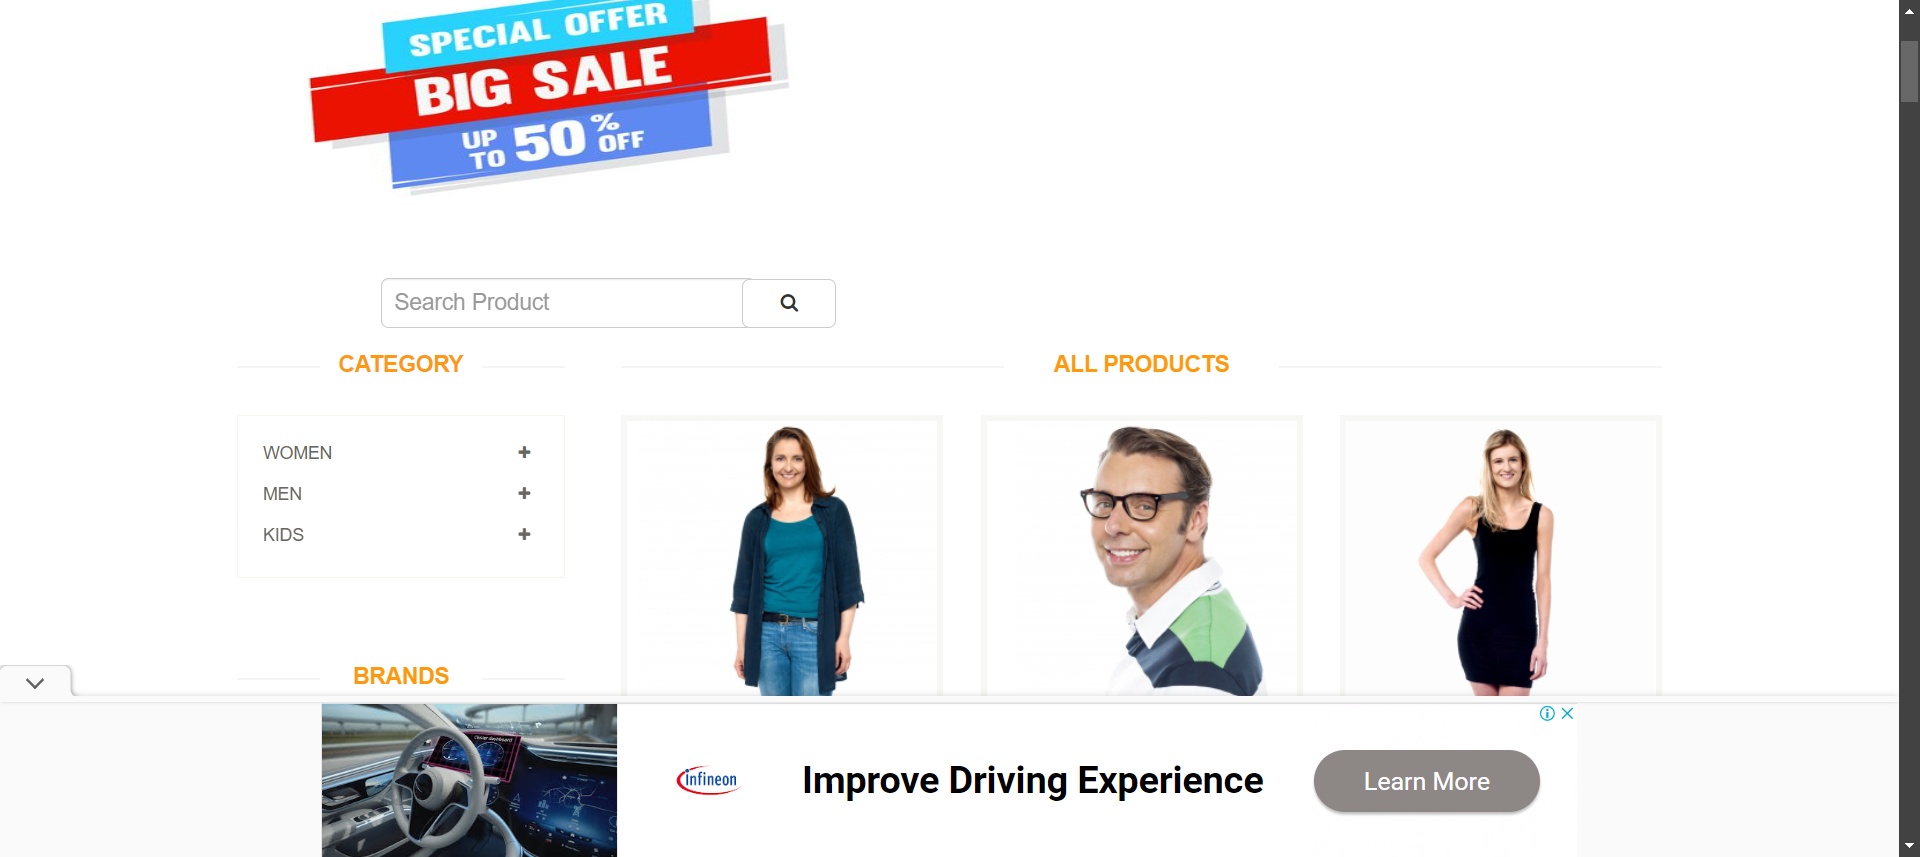 SPECIAL OFFER
BIG SALE
UP TO 50% OFF
Search Product
CATEGORY
ALL PRODUCTS
WOMEN
MEN
KIDS
BRANDS
infineon
Improve Driving Experience
Learn More